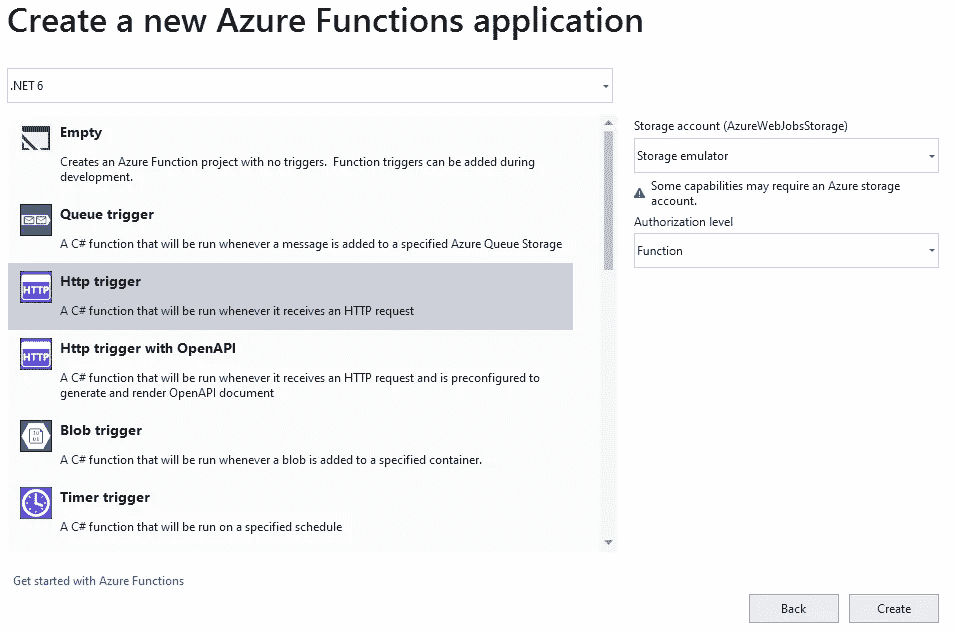 Create a new Azure Functions application
.NET 6
Empty
Creates an Azure Function project with no triggers. Function triggers can be added during
development.
Queue trigger
A C# function that will be run whenever a message is added to a specified Azure Queue Storage
HTTP
Http trigger
A C# function that will be run whenever it receives an HTTP request
HTTP
Http trigger with OpenAPI
A C# function that will be run whenever it receives an HTTP request and is preconfigured to
generate and render OpenAPI document
Blob trigger
A C# function that will be run whenever a blob is added to a specified container.
Timer trigger
A C# function that will be run on a specified schedule
Storage account (AzureWebJobsStorage)
Storage emulator
Some capabilities may require an Azure storage
account.
Authorization level
Function
Get started with Azure Functions
Back
Create